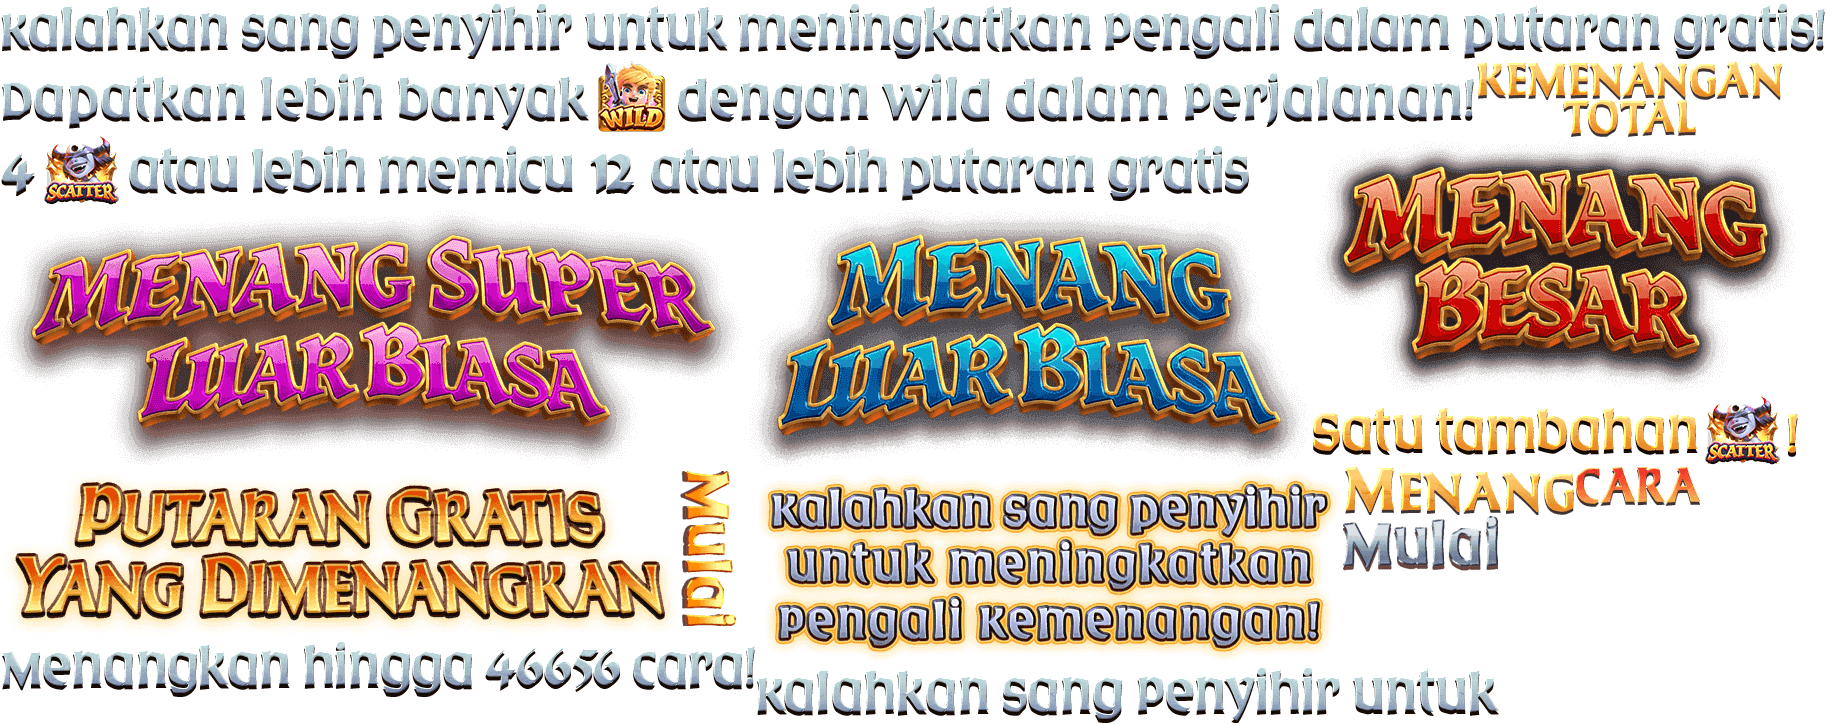 Kalahkan sang penyihir untuk meningkatkan pengali dalam putaran gratis!
Dapatkan lebih banyak WILD dengan Wild dalam perjalanan!
KEMENANGAN
TOTAL
4 SCATTER atau lebih memicu 12 atau lebih putaran gratis
MENANG
BESAR
MENANG SUPER
LUAR BIASA
MENANG
LUAR BIASA
Satu tambahan SCATTER !
PUTARAN GRATIS
YANG DIMENANGKAN
Mulai
Kalahkan sang penyihir
untuk meningkatkan
pengali kemenangan!
MENANG
CARA
Mulai
Menangkan hingga 46656 cara!
Kalahkan sang penyihir untuk